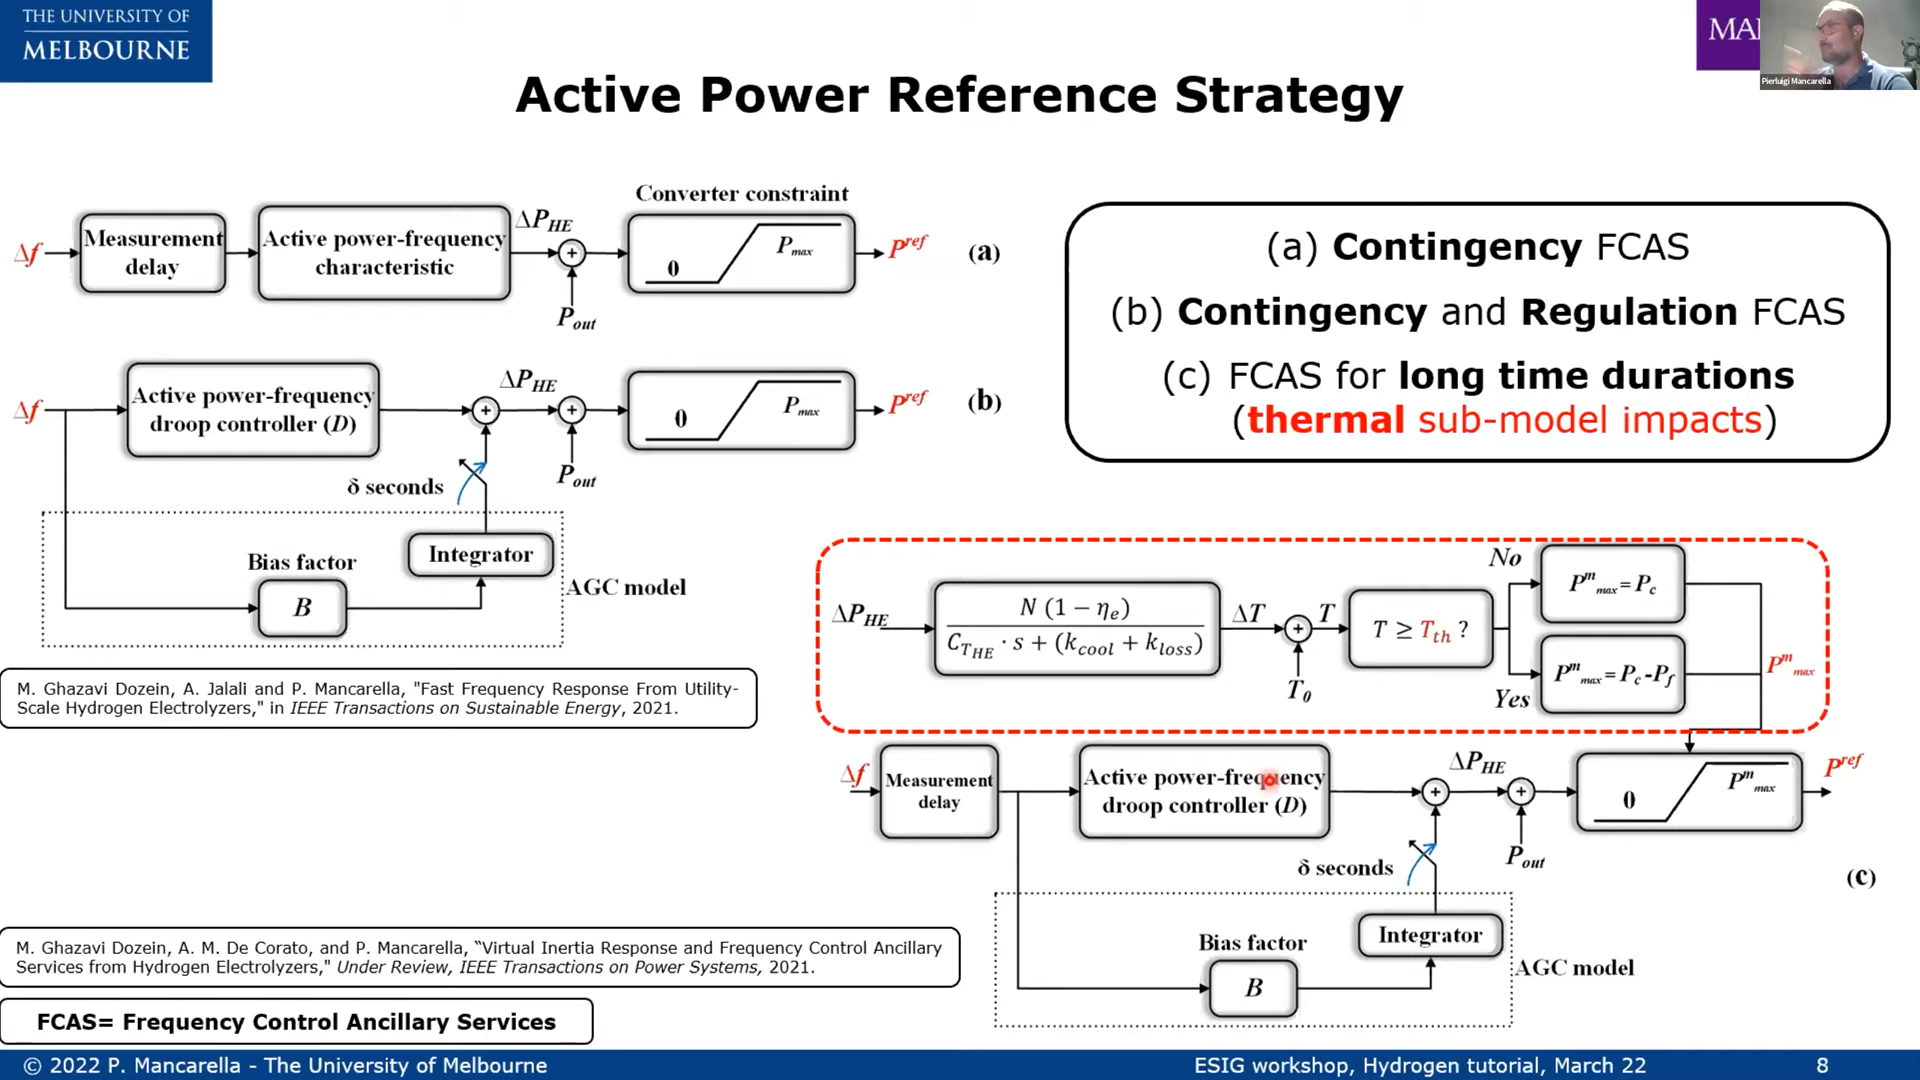 THE UNIVERSITY OF
MELBOURNE
Pierluigi Mancarella
Active Power Reference Strategy
Converter constraint
Δf
Measurement
delay
Active power-frequency
characteristic
ΔP_HE
+
P_out
0
P_max
P^ref
(a)
(a) Contingency FCAS
(b) Contingency and Regulation FCAS
(c) FCAS for long time durations
(thermal sub-model impacts)
Δf
Active power-frequency
droop controller (D)
+
ΔP_HE
+
P_out
0
P_max
P^ref
(b)
δ seconds
Bias factor
B
Integrator
AGC model
M. Ghazavi Dozein, A. Jalali and P. Mancarella, "Fast Frequency Response From Utility-
Scale Hydrogen Electrolyzers," in IEEE Transactions on Sustainable Energy, 2021.
ΔP_HE
N (1 − η_e)
C_T_HE · s + (k_cool + k_loss)
ΔT
+
T
T_0
T ≥ T_th ?
No
P^m_max = P_c
Yes
P^m_max = P_c -P_f
P^m_max
Δf
Measurement
delay
Active power-frequency
droop controller (D)
+
ΔP_HE
+
P_out
0
P^m_max
P^ref
(c)
δ seconds
Bias factor
B
Integrator
AGC model
M. Ghazavi Dozein, A. M. De Corato, and P. Mancarella, “Virtual Inertia Response and Frequency Control Ancillary
Services from Hydrogen Electrolyzers," Under Review, IEEE Transactions on Power Systems, 2021.
FCAS= Frequency Control Ancillary Services
© 2022 P. Mancarella - The University of Melbourne
ESIG workshop, Hydrogen tutorial, March 22
8